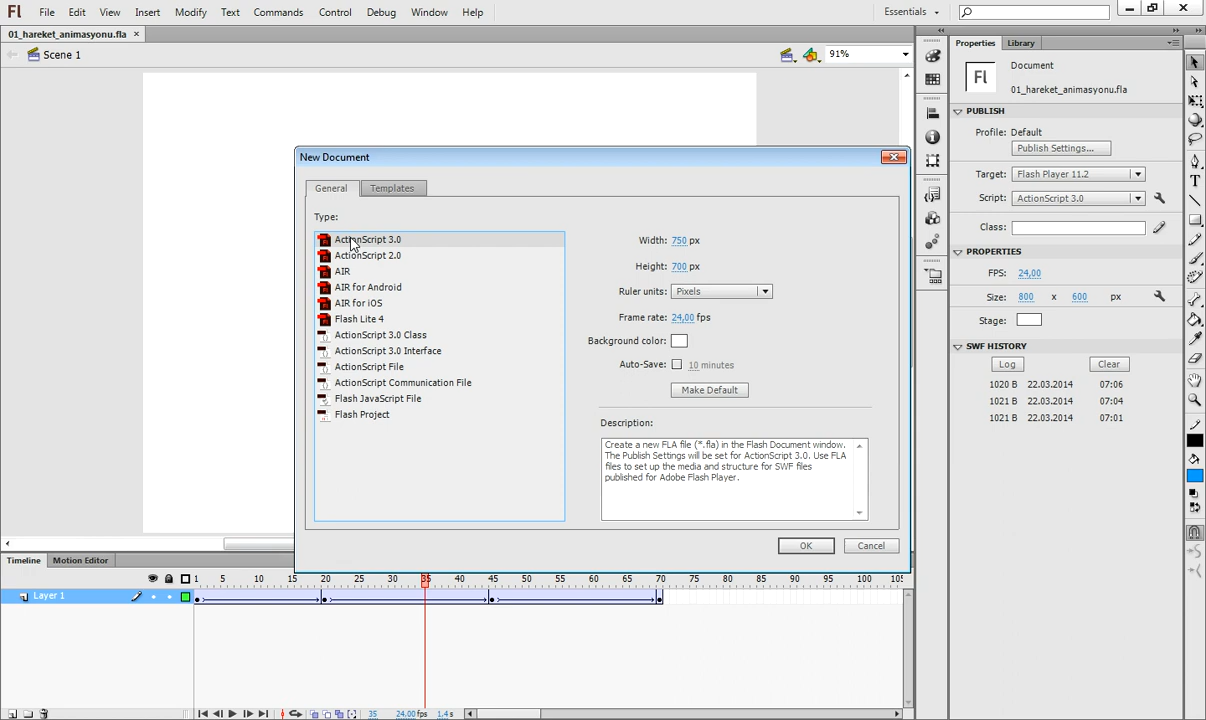 Fl File Edit View Insert Modify Text Commands Control Debug Window Help Essentials
01_hareket_animasyonu.fla
Scene 1 91%
New Document
General Templates
Type:
ActionScript 3.0
ActionScript 2.0
AIR
AIR for Android
AIR for iOS
Flash Lite 4
ActionScript 3.0 Class
ActionScript 3.0 Interface
ActionScript File
ActionScript Communication File
Flash JavaScript File
Flash Project
Width: 750 px
Height: 700 px
Ruler units: Pixels
Frame rate: 24,00 fps
Background color:
Auto-Save: 10 minutes
Make Default
Description:
Create a new FLA file (*.fla) in the Flash Document window.
The Publish Settings will be set for ActionScript 3.0. Use FLA
files to set up the media and structure for SWF files
published for Adobe Flash Player.
OK Cancel
Properties Library
Fl Document
01_hareket_animasyonu.fla
PUBLISH
Profile: Default
Publish Settings...
Target: Flash Player 11.2
Script: ActionScript 3.0
Class:
PROPERTIES
FPS: 24,00
Size: 800 x 600 px
Stage:
SWF HISTORY
Log Clear
1020 B 22.03.2014 07:06
1021 B 22.03.2014 07:04
1021 B 22.03.2014 07:01
Timeline Motion Editor
1 5 10 15 20 25 30 35 40 45 50 55 60 65 70 75 80 85 90 95 100 105
Layer 1
35 24.00 fps 1.4 s